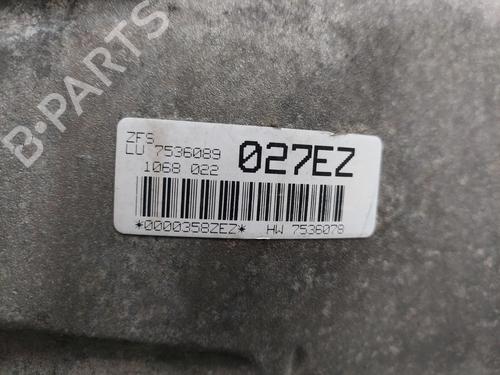 ZFS
LU 7536089 027EZ
1068 022
*0000358ZEZ* HW 7536078
B-PARTS